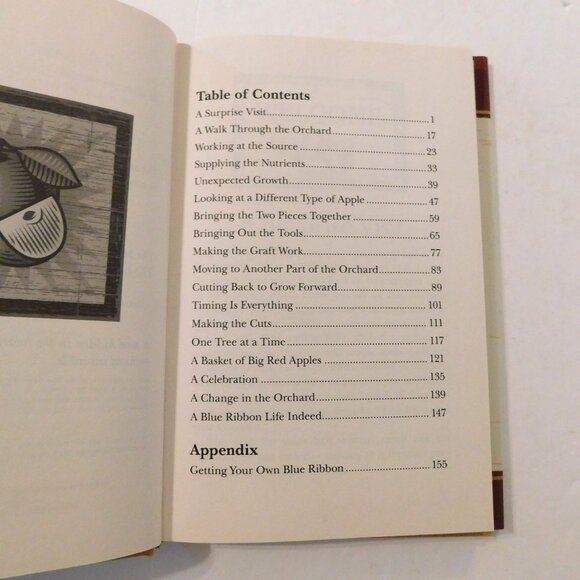 Table of Contents
A Surprise Visit 1
A Walk Through the Orchard 17
Working at the Source 23
Supplying the Nutrients 33
Unexpected Growth 39
Looking at a Different Type of Apple 47
Bringing the Two Pieces Together 59
Bringing Out the Tools 65
Making the Graft Work 77
Moving to Another Part of the Orchard 83
Cutting Back to Grow Forward 89
Timing Is Everything 101
Making the Cuts 111
One Tree at a Time 117
A Basket of Big Red Apples 121
A Celebration 135
A Change in the Orchard 139
A Blue Ribbon Life Indeed 147
Appendix
Getting Your Own Blue Ribbon 155